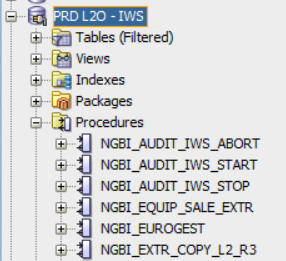 PRD L2O - IWS
Tables (Filtered)
Views
Indexes
Packages
Procedures
NGBI_AUDIT_IWS_ABORT
NGBI_AUDIT_IWS_START
NGBI_AUDIT_IWS_STOP
NGBI_EQUIP_SALE_EXTR
NGBI_EUROGEST
NGBI_EXTR_COPY_L2_R3